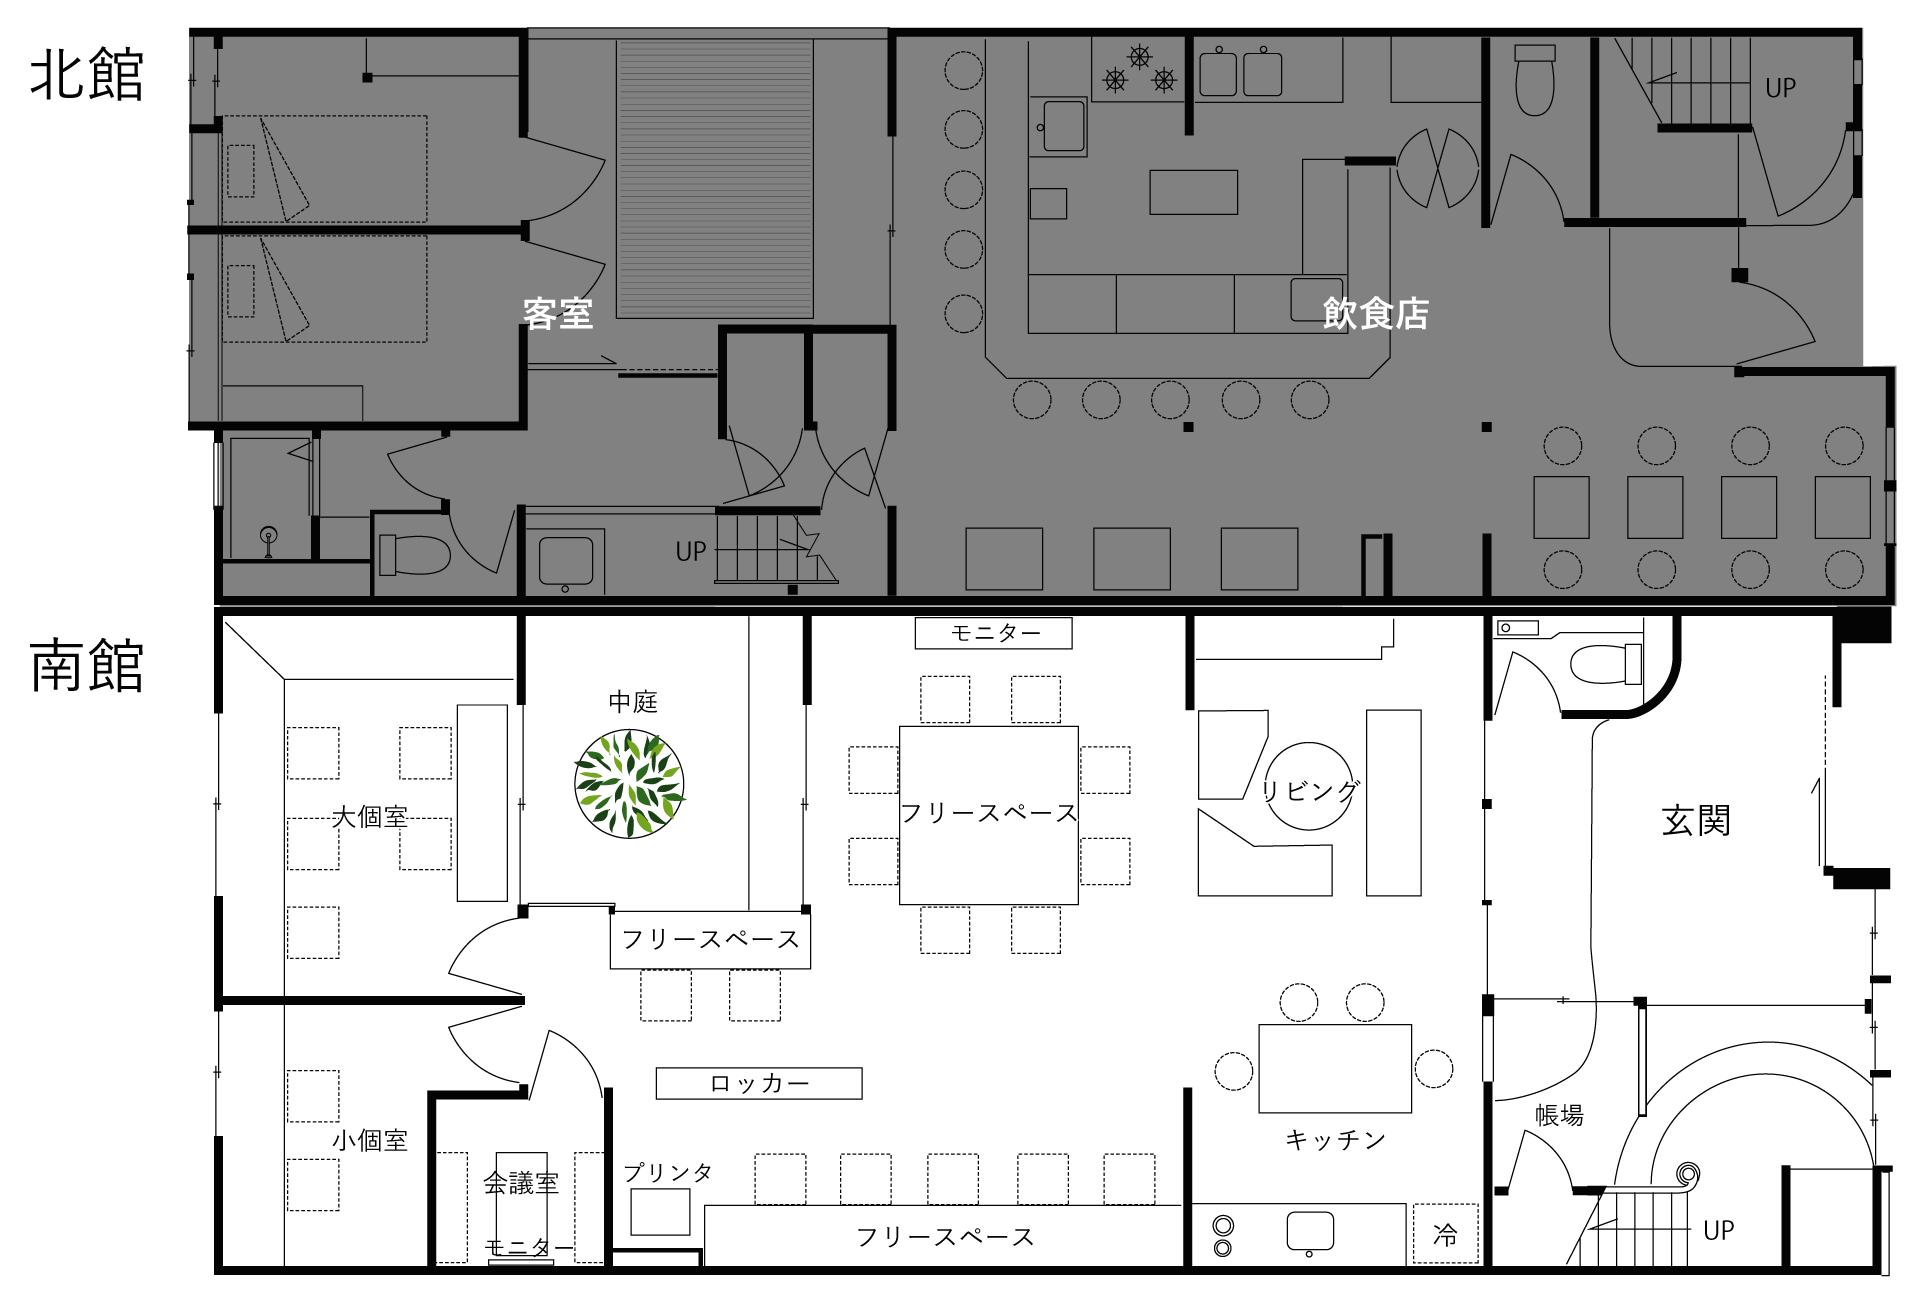 北館
UP
客室
飲食店
UP
南館
モニター
中庭
リビング
大個室
フリースペース
玄関
フリースペース
ロッカー
帳場
小個室
キッチン
会議室
プリンタ
モニター
フリースペース
冷
UP